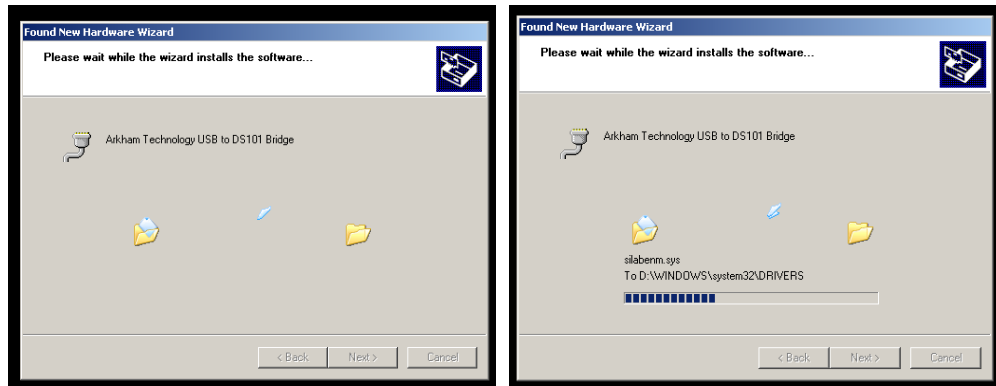 Found New Hardware Wizard
Please wait while the wizard installs the software...
Arkham Technology USB to DS101 Bridge
< Back
Next >
Cancel
Found New Hardware Wizard
Please wait while the wizard installs the software...
Arkham Technology USB to DS101 Bridge
silabenm.sys
To D:\WINDOWS\system32\DRIVERS
< Back
Next >
Cancel